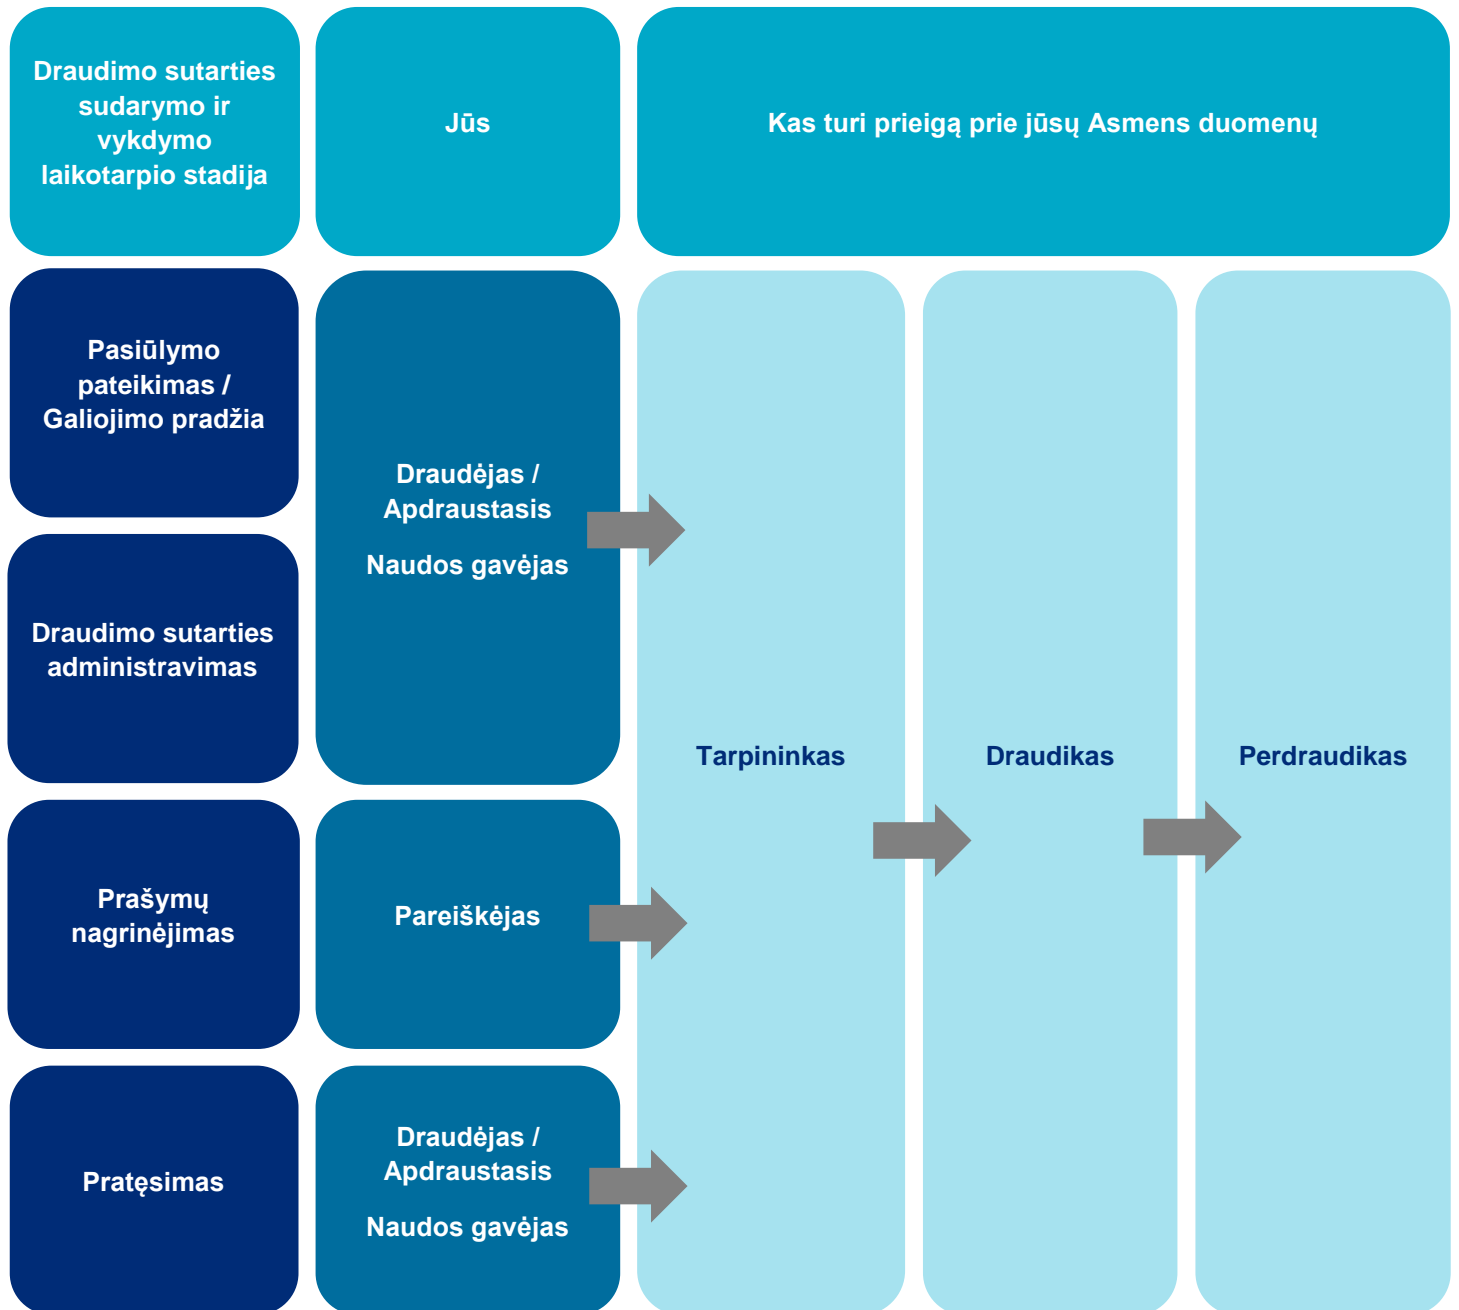 Draudimo sutarties
sudarymo ir
vykdymo
laikotarpio stadija
Jūs
Kas turi prieigą prie jūsų Asmens duomenų
Pasiūlymo
pateikimas /
Galiojimo pradžia
Draudėjas /
Apdraustasis
Naudos gavėjas
Draudimo sutarties
administravimas
Tarpininkas
Draudikas
Perdraudikas
Prašymų
nagrinėjimas
Pareiškėjas
Pratęsimas
Draudėjas /
Apdraustasis
Naudos gavėjas